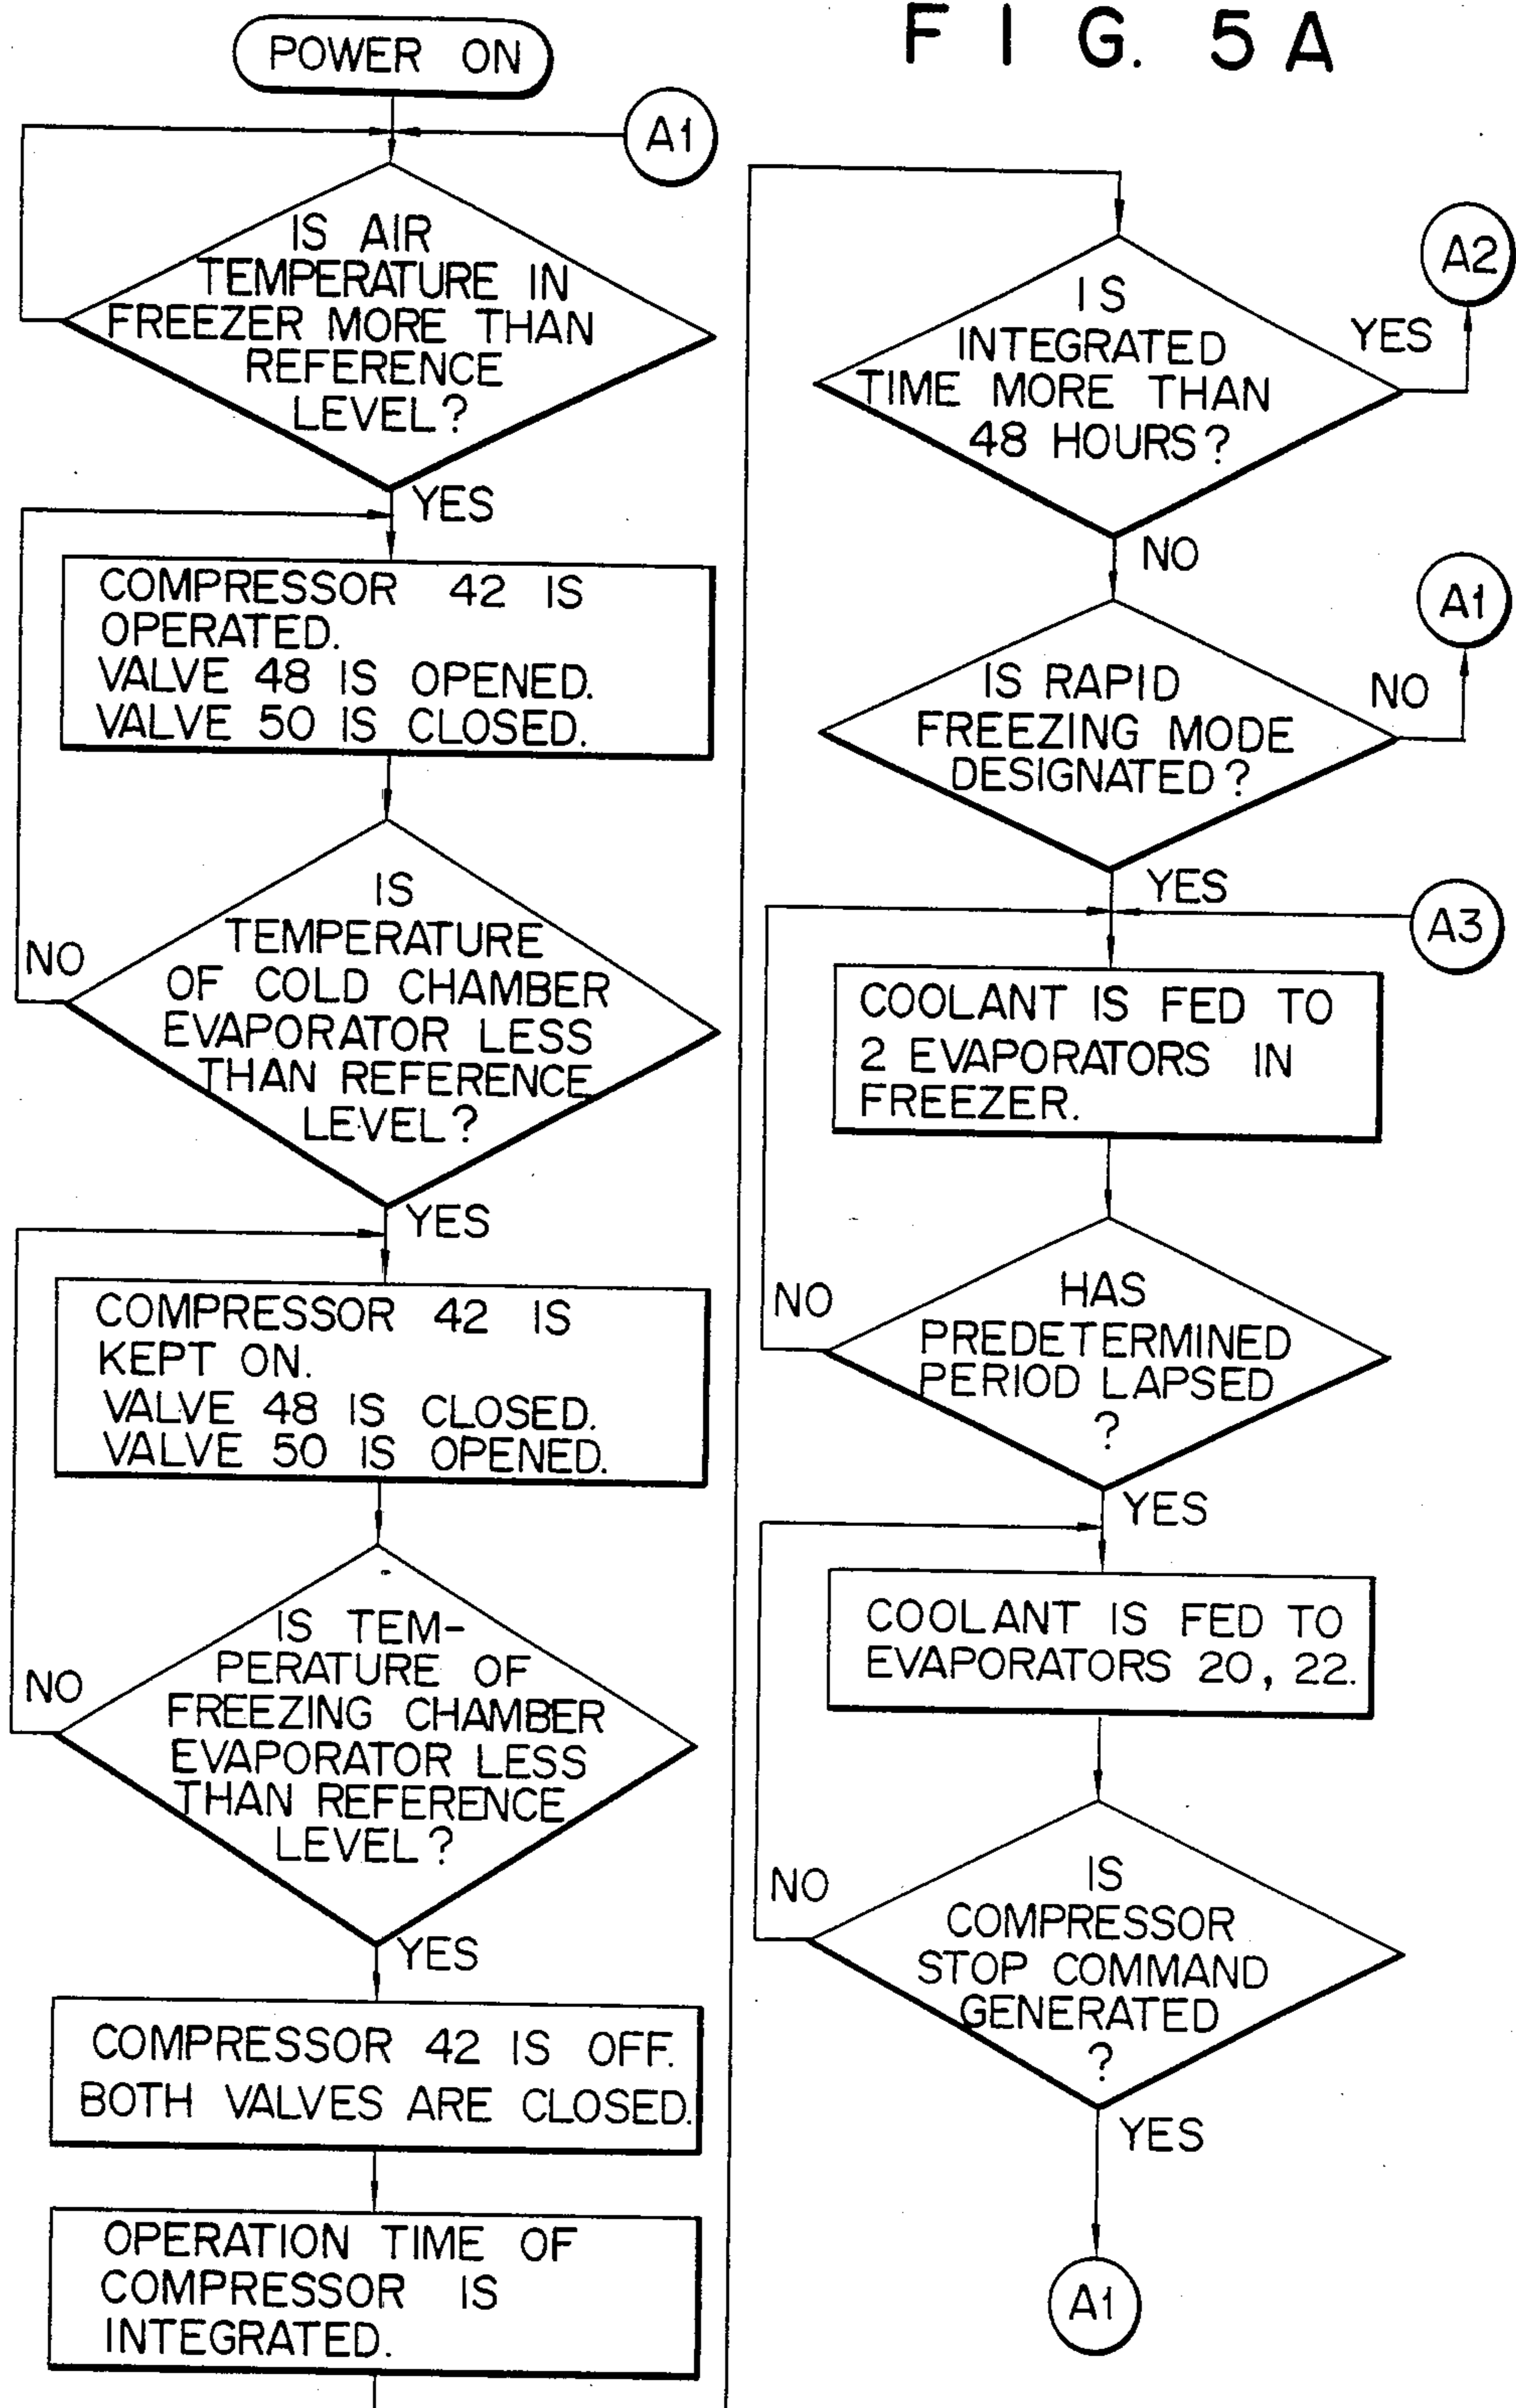 F I G. 5 A
POWER ON
A1
IS AIR
TEMPERATURE IN
FREEZER MORE THAN
REFERENCE
LEVEL?
YES
COMPRESSOR 42 IS
OPERATED.
VALVE 48 IS OPENED.
VALVE 50 IS CLOSED.
IS
TEMPERATURE
OF COLD CHAMBER
EVAPORATOR LESS
THAN REFERENCE
LEVEL?
NO
YES
COMPRESSOR 42 IS
KEPT ON.
VALVE 48 IS CLOSED.
VALVE 50 IS OPENED.
IS TEM-
PERATURE OF
FREEZING CHAMBER
EVAPORATOR LESS
THAN REFERENCE
LEVEL?
NO
YES
COMPRESSOR 42 IS OFF.
BOTH VALVES ARE CLOSED.
OPERATION TIME OF
COMPRESSOR IS
INTEGRATED.
IS
INTEGRATED
TIME MORE THAN
48 HOURS?
YES
A2
NO
IS RAPID
FREEZING MODE
DESIGNATED?
NO
A1
YES
A3
COOLANT IS FED TO
2 EVAPORATORS IN
FREEZER.
HAS
PREDETERMINED
PERIOD LAPSED
?
NO
YES
COOLANT IS FED TO
EVAPORATORS 20, 22.
IS
COMPRESSOR
STOP COMMAND
GENERATED
?
NO
YES
A1